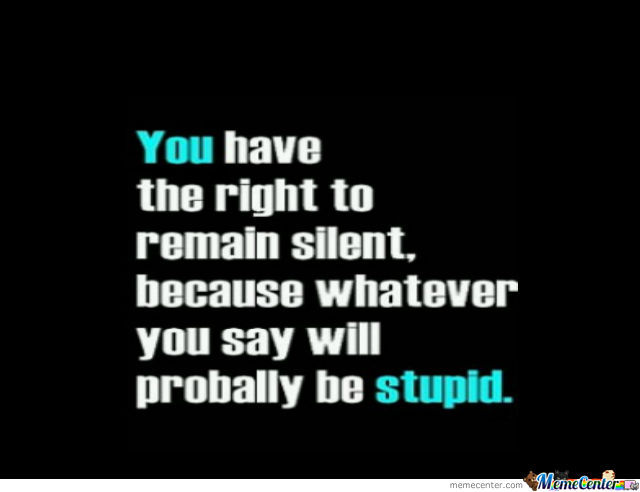 You have
the right to
remain silent,
because whatever
you say will
probally be stupid.
memecenter.com MemeCenter